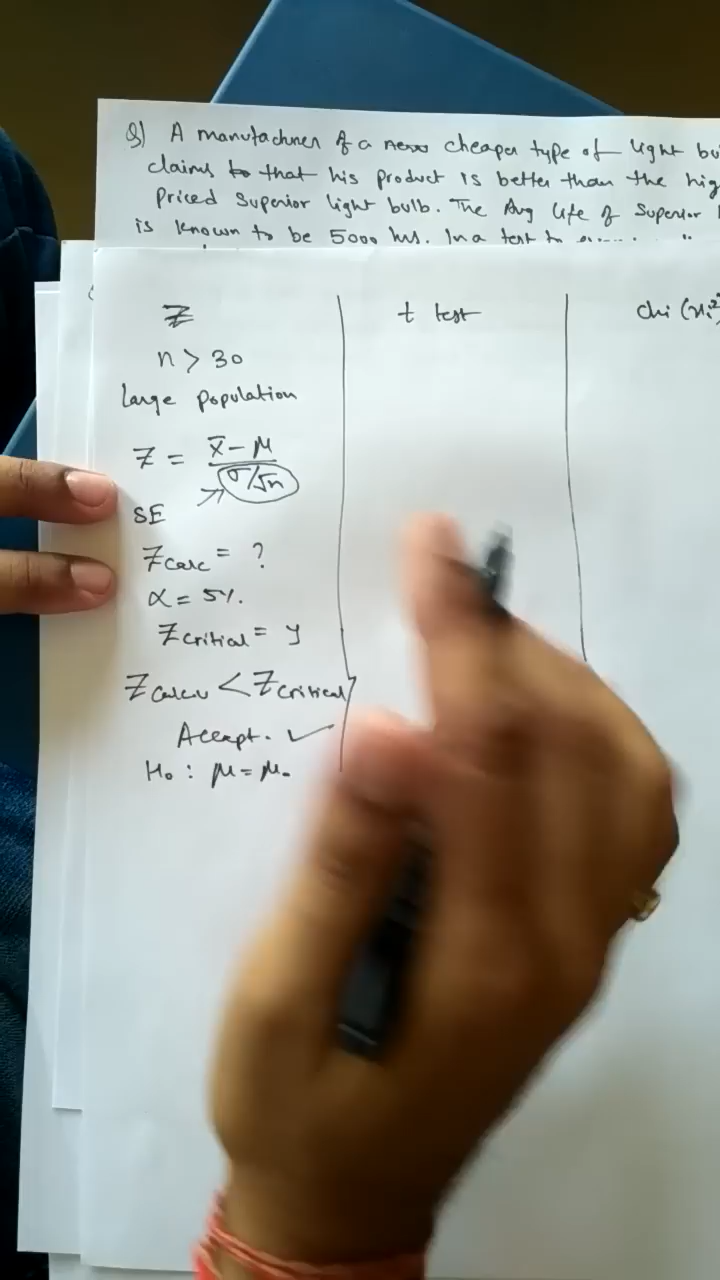 Q) A manufacturer of a new cheaper type of light bu
claims that his product is better than the hig
priced superior light bulb. The Avg life of Superior
is known to be 5000 hrs. In a test to
Z
n > 30
Large population
Z = x̄ - μ / σ/√n
SE
Zcalc = ?
α = 5%.
Zcritical = y
Zcalcu < Zcritical
Accept. ✓
H₀ : μ = μ₀
t test
chi (x²